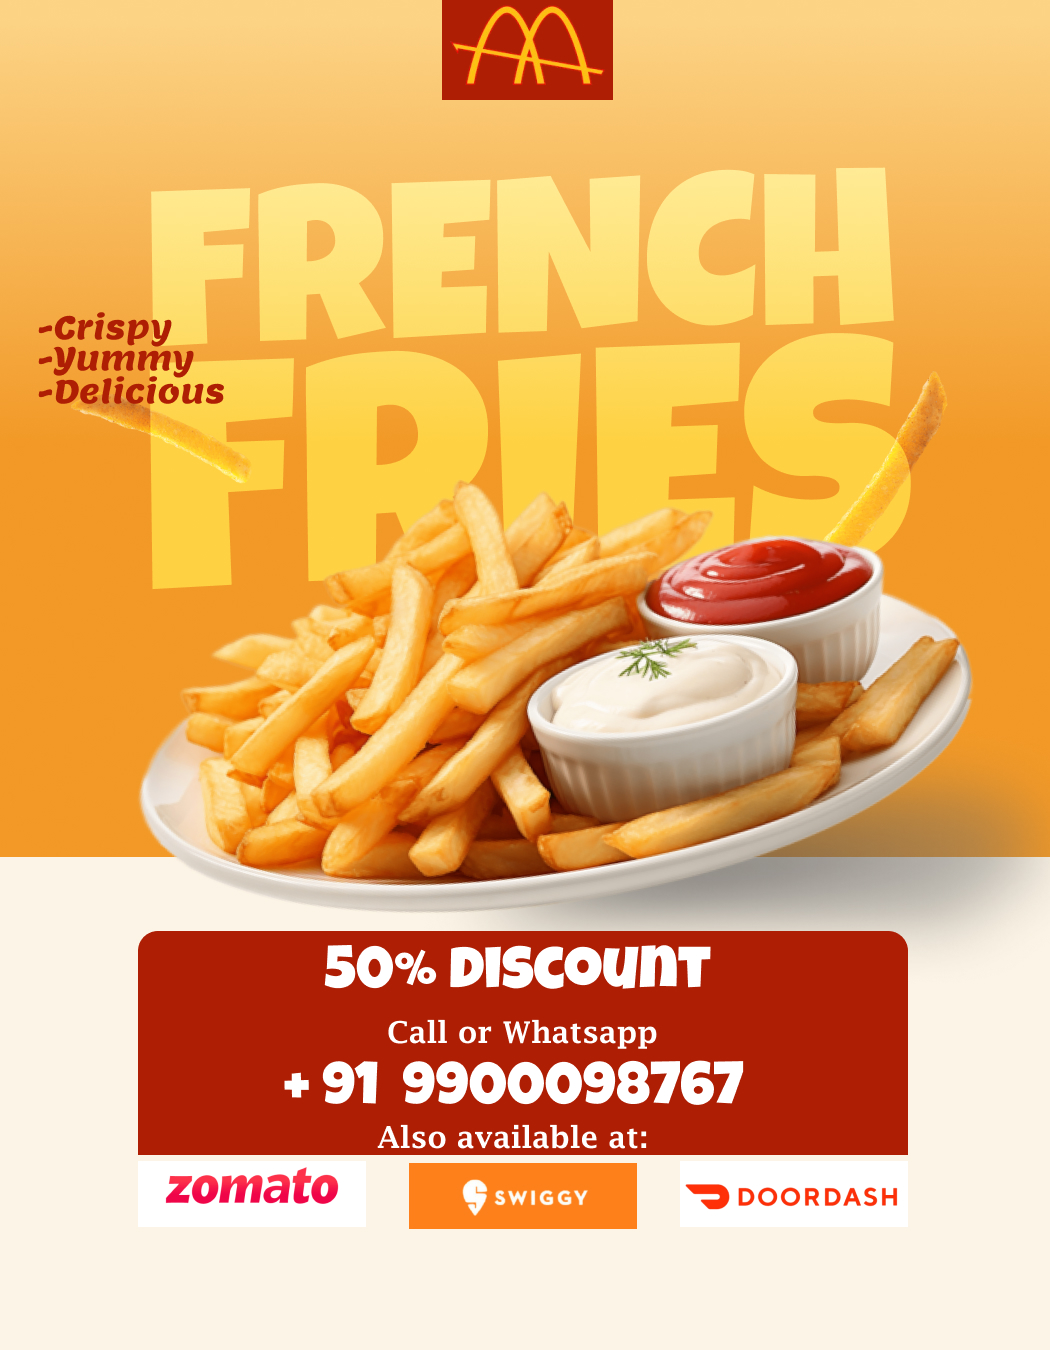 FRENCH
FRIES
-Crispy
-Yummy
-Delicious
50% DISCOUNT
Call or Whatsapp
+ 91 9900098767
Also available at:
zomato
SWIGGY
DOORDASH